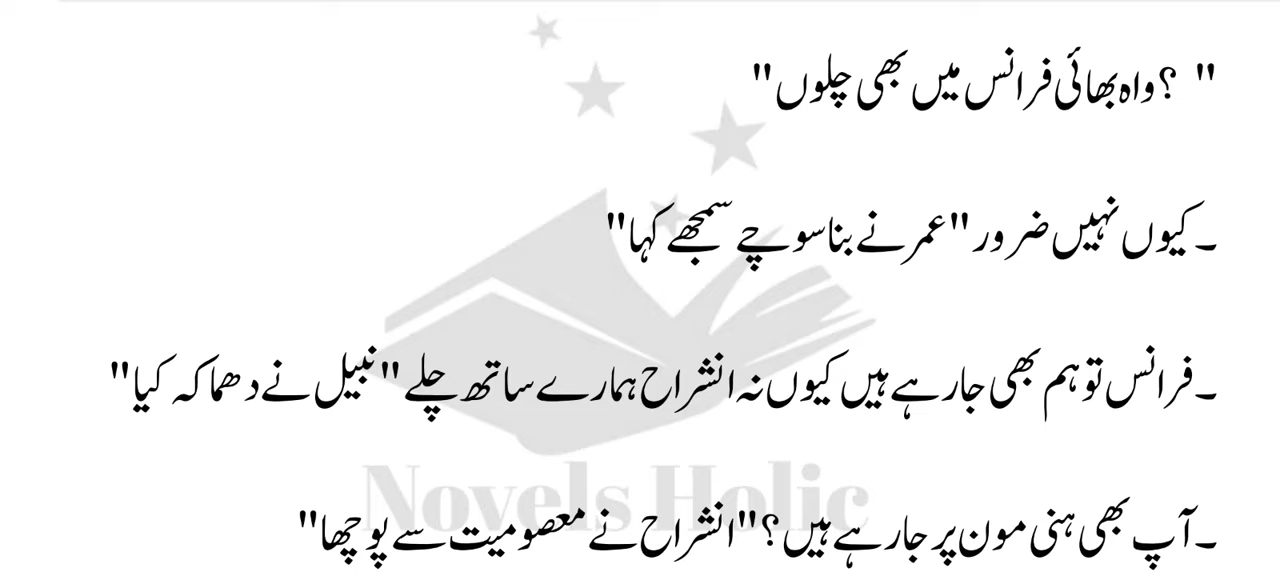 " ؟ واہ بھائی فرانس میں بھی چلوں"
۔ کیوں نہیں ضرور "عمر نے بنا سوچے سمجھے کہا"
۔ فرانس تو ہم بھی جا رہے ہیں کیوں نہ انشراح ہمارے ساتھ چلے "نبیل نے دھماکہ کیا"
۔ آپ بھی ہنی مون پر جا رہے ہیں؟ "انشراح نے معصومیت سے پوچھا"
Novels Holic